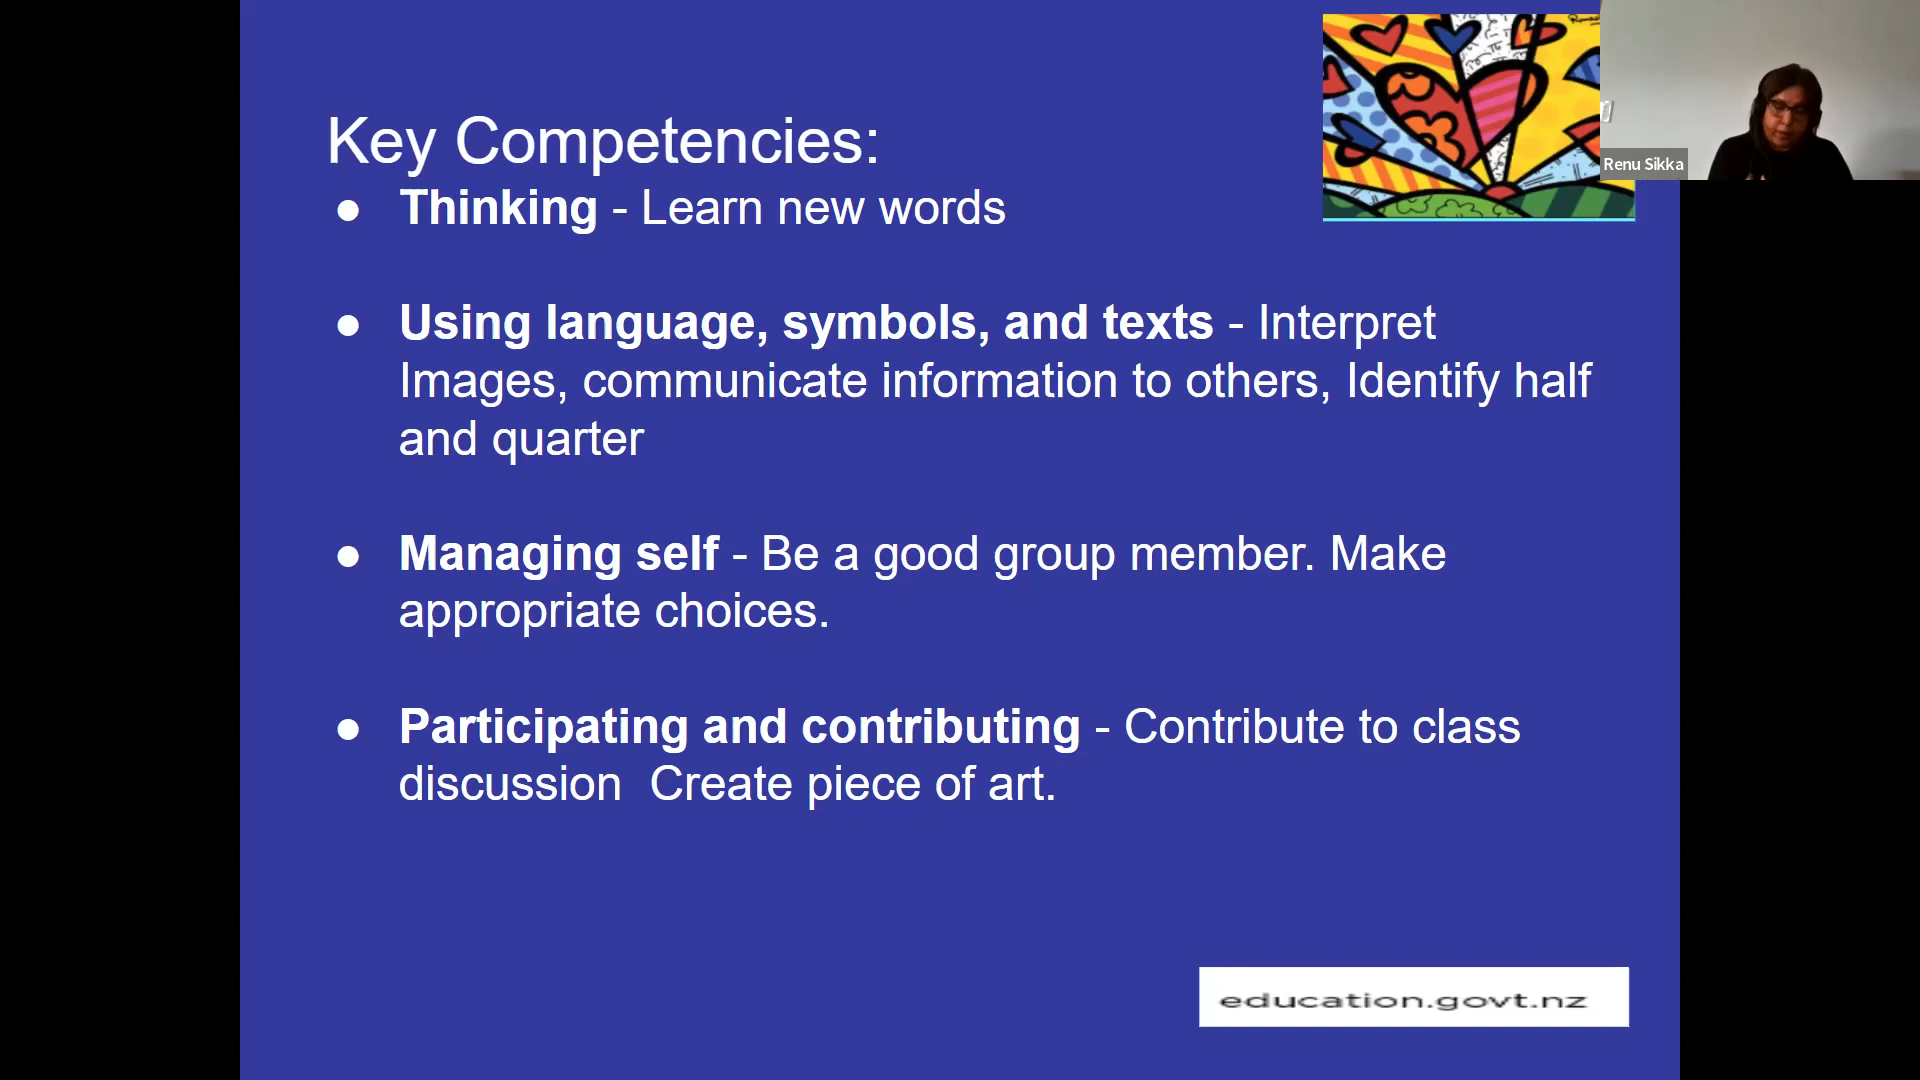 Key Competencies:
● Thinking - Learn new words
● Using language, symbols, and texts - Interpret
Images, communicate information to others, Identify half
and quarter
● Managing self - Be a good group member. Make
appropriate choices.
● Participating and contributing - Contribute to class
discussion  Create piece of art.
Renu Sikka
education.govt.nz